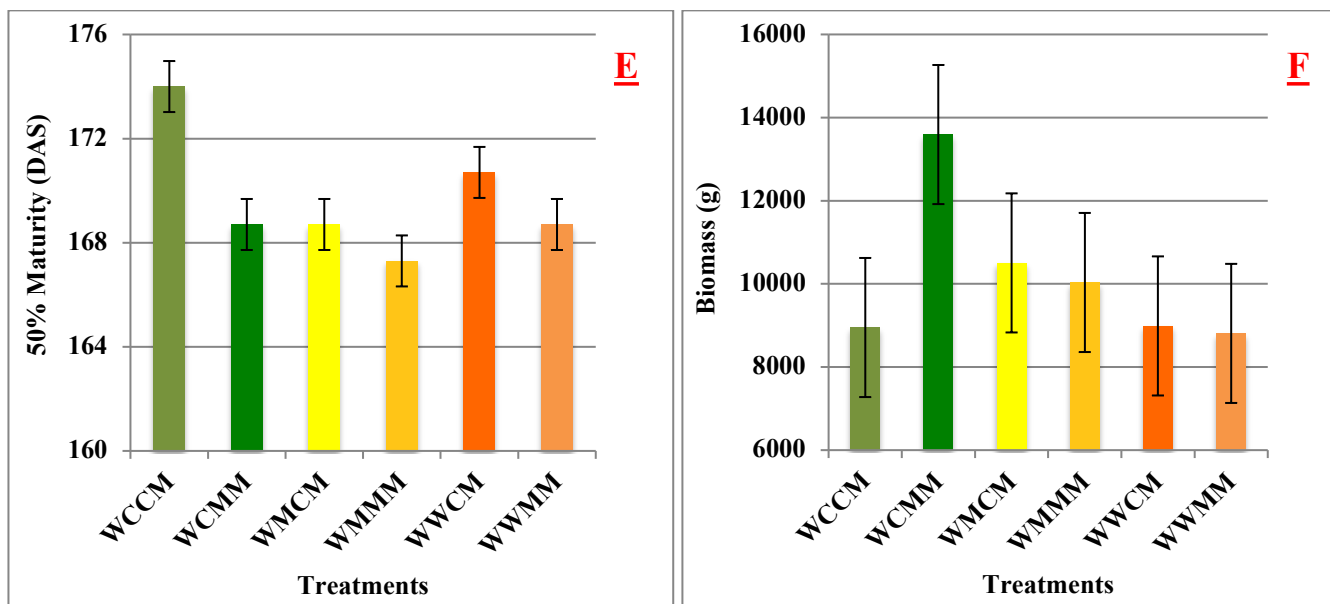 E
50% Maturity (DAS)
176
172
168
164
160
WCCM
WCMM
WMCM
WMMM
WWCM
WWMM
Treatments
F
Biomass (g)
16000
14000
12000
10000
8000
6000
WCCM
WCMM
WMCM
WMMM
WWCM
WWMM
Treatments